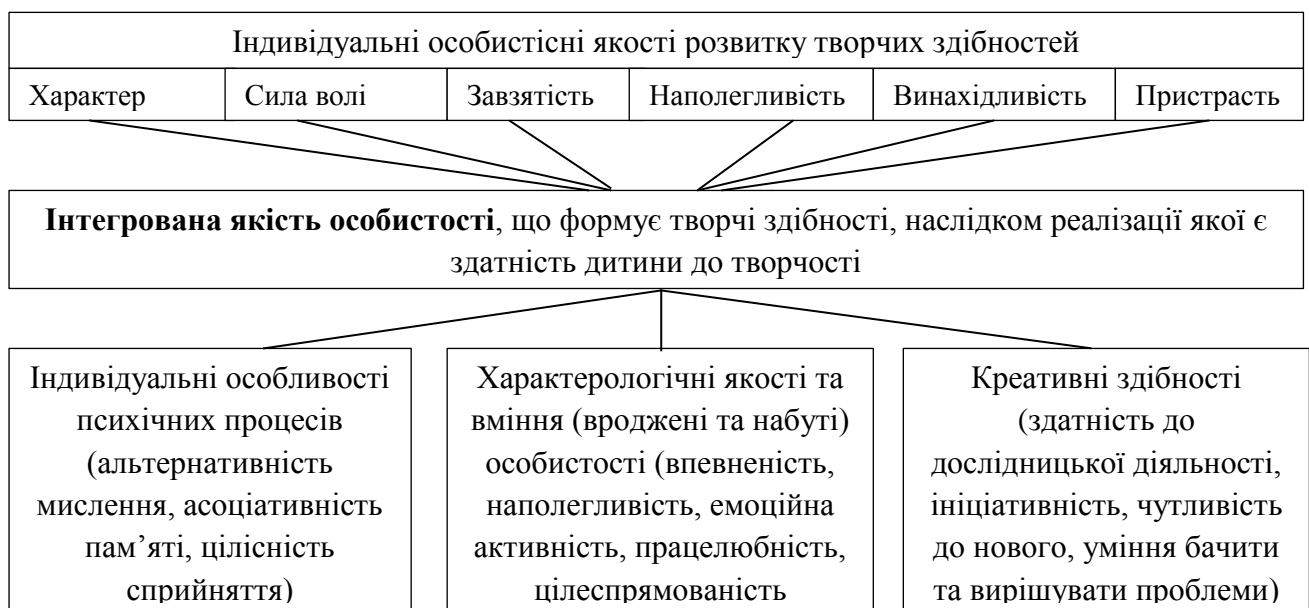 Індивідуальні особистісні якості розвитку творчих здібностей
Характер Сила волі Завзятість Наполегливість Винахідливість Пристрасть
Інтегрована якість особистості, що формує творчі здібності, наслідком реалізації якої є
здатність дитини до творчості
Індивідуальні особливості
психічних процесів
(альтернативність
мислення, асоціативність
пам’яті, цілісність
сприйняття)
Характерологічні якості та
вміння (вроджені та набуті)
особистості (впевненість,
наполегливість, емоційна
активність, працелюбність,
цілеспрямованість
Креативні здібності
(здатність до
дослідницької діяльності,
ініціативність, чутливість
до нового, уміння бачити
та вирішувати проблеми)